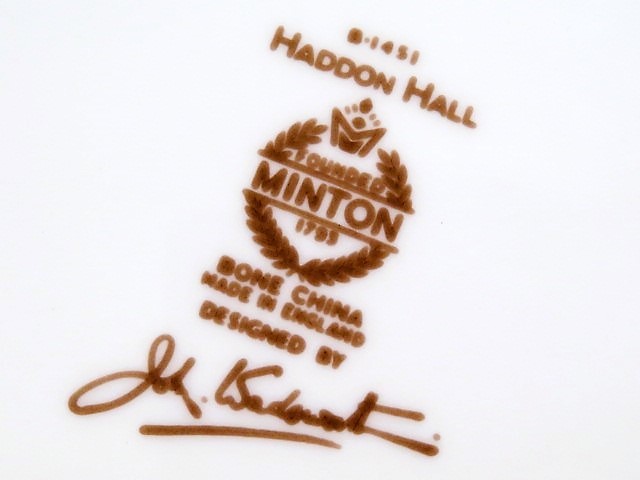 B·1451
HADDON HALL
FOUNDED
MINTON
1793
BONE CHINA
MADE IN ENGLAND
DESIGNED BY